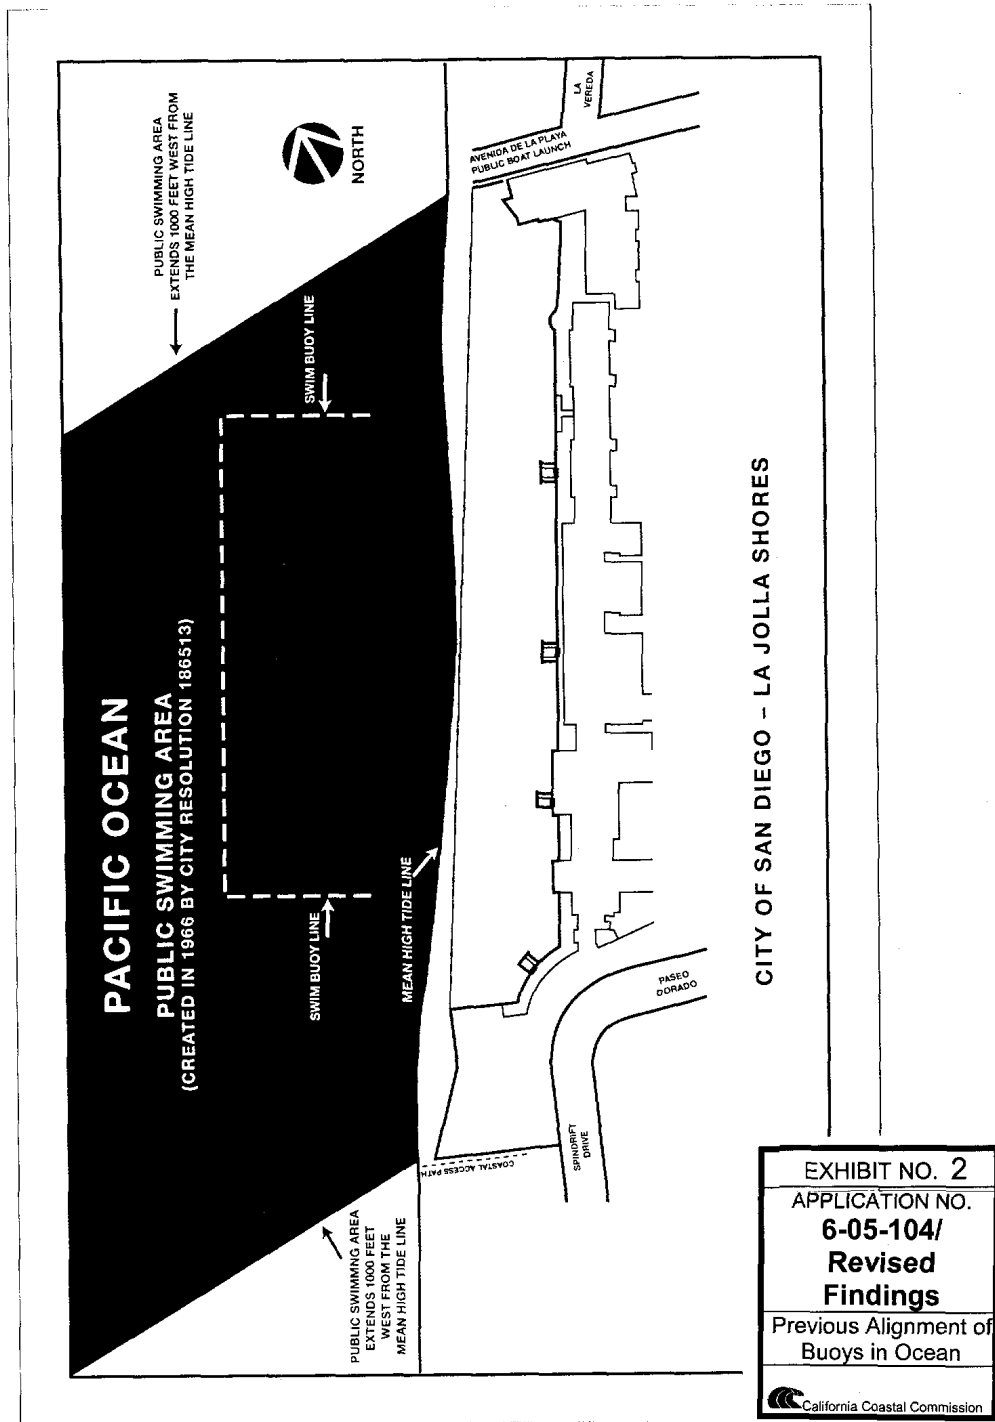 PUBLIC SWIMMING AREA
EXTENDS 1000 FEET WEST FROM
THE MEAN HIGH TIDE LINE
NORTH
LA
VEREDA
AVENIDA DE LA PLAYA
PUBLIC BOAT LAUNCH
SWIM BUOY LINE
PACIFIC OCEAN
PUBLIC SWIMMING AREA
(CREATED IN 1966 BY CITY RESOLUTION 186513)
SWIM BUOY LINE
MEAN HIGH TIDE LINE
CITY OF SAN DIEGO – LA JOLLA SHORES
PASEO
DORADO
SPINDRIFT
DRIVE
COASTAL ACCESS PATH
PUBLIC SWIMMNG AREA
EXTENDS 1000 FEET
WEST FROM THE
MEAN HIGH TIDE LINE
EXHIBIT NO. 2
APPLICATION NO.
6-05-104/
Revised
Findings
Previous Alignment of
Buoys in Ocean
California Coastal Commission